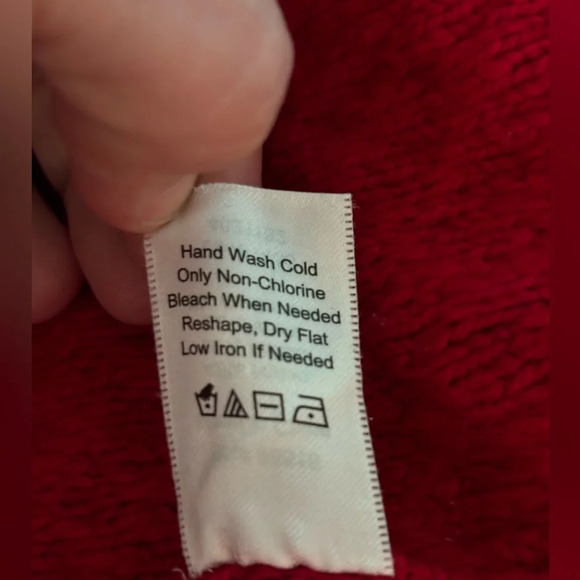 Hand Wash Cold
Only Non-Chlorine
Bleach When Needed
Reshape, Dry Flat
Low Iron If Needed